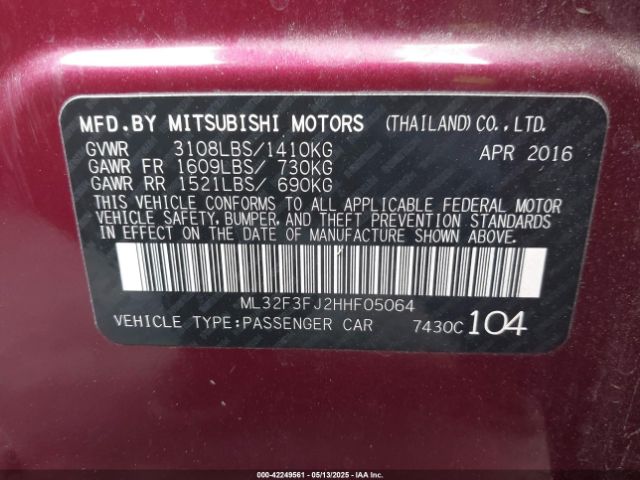 MFD.BY MITSUBISHI MOTORS (THAILAND)CO.,LTD.
GVWR 3108LBS/1410KG APR 2016
GAWR FR 1609LBS/ 730KG
GAWR RR 1521LBS/ 690KG
THIS VEHICLE CONFORMS TO ALL APPLICABLE FEDERAL MOTOR
VEHICLE SAFETY, BUMPER, AND THEFT PREVENTION STANDARDS
IN EFFECT ON THE DATE OF MANUFACTURE SHOWN ABOVE.
ML32F3FJ2HHF05064
VEHICLE TYPE:PASSENGER CAR 7430C 104
000-42249561 - 05/13/2025 - IAA Inc.